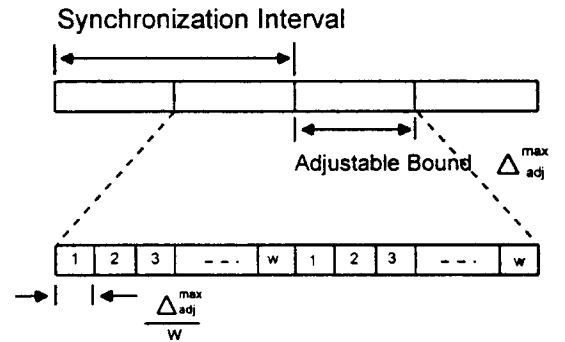 Synchronization Interval
Adjustable Bound Δ max adj
1 2 3 --- w 1 2 3 --- w
Δ max adj
w